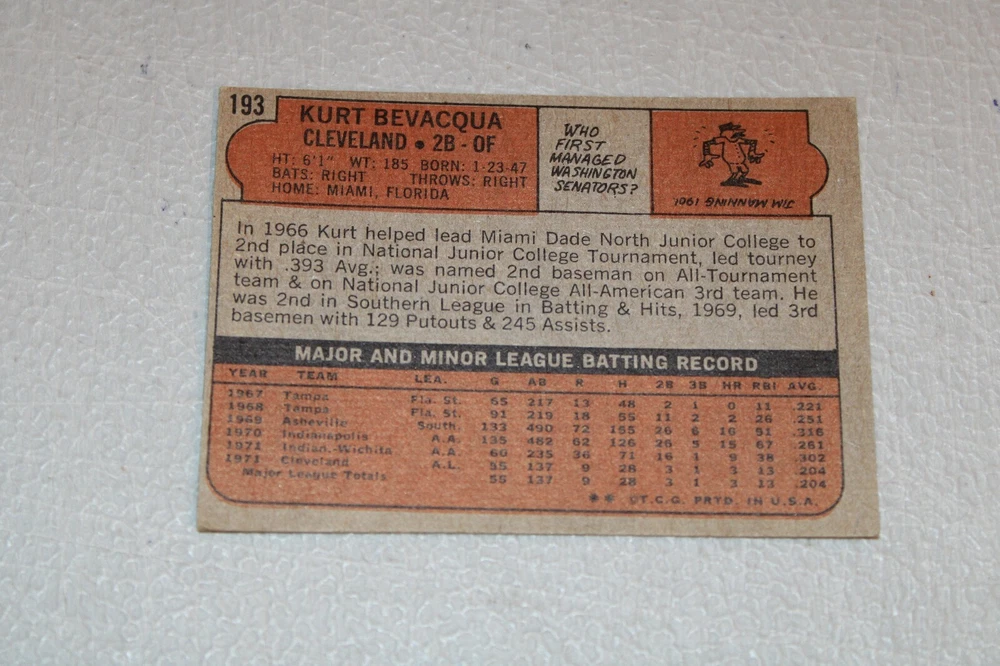 193
KURT BEVACQUA
CLEVELAND • 2B - OF
HT: 6'1" WT: 185 BORN: 1-23-47
BATS: RIGHT THROWS: RIGHT
HOME: MIAMI, FLORIDA
WHO
FIRST
MANAGED
WASHINGTON
SENATORS?
JIM MANNING 1901.
In 1966 Kurt helped lead Miami Dade North Junior College to
2nd place in National Junior College Tournament, led tourney
with .393 Avg.; was named 2nd baseman on All-Tournament
team & on National Junior College All-American 3rd team. He
was 2nd in Southern League in Batting & Hits, 1969, led 3rd
basemen with 129 Putouts & 245 Assists.
MAJOR AND MINOR LEAGUE BATTING RECORD
YEAR TEAM LEA. G AB R H 2B 3B HR RBI AVG.
1967 Tampa Fla. St. 65 217 13 48 2 1 0 11 .221
1968 Tampa Fla. St. 91 219 18 55 11 2 2 26 .251
1969 Asheville South. 133 490 72 155 26 6 16 51 .316
1970 Indianapolis A.A. 135 482 62 126 26 5 15 67 .261
1971 Indian.-Wichita A.A. 60 235 36 71 16 1 9 38 .302
1971 Cleveland A.L. 55 137 9 28 3 1 3 13 .204
Major League Totals 55 137 9 28 3 1 3 13 .204
** ©T.C.G. PRTD. IN U.S.A.